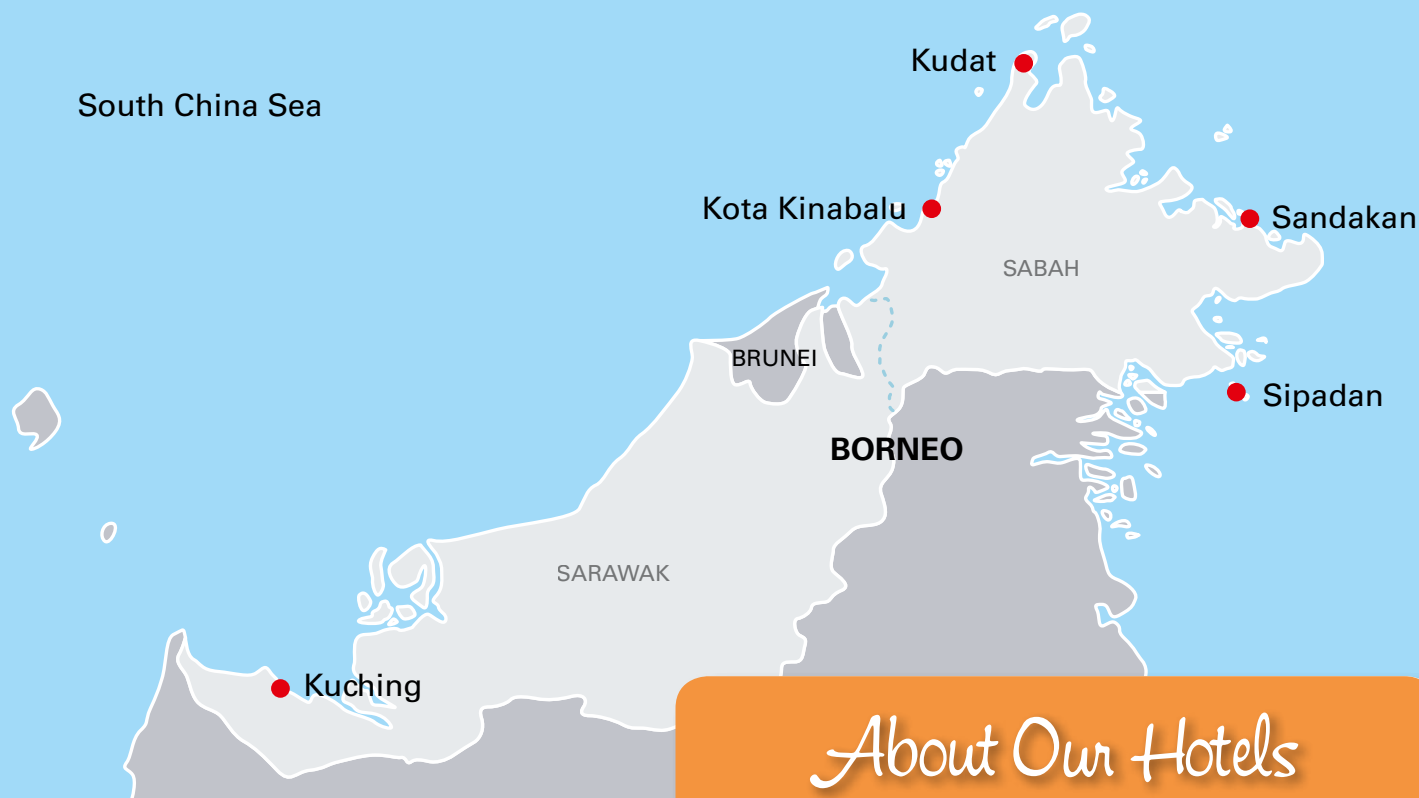 Kudat
South China Sea
Kota Kinabalu
Sandakan
SABAH
BRUNEI
Sipadan
BORNEO
SARAWAK
Kuching
About Our Hotels